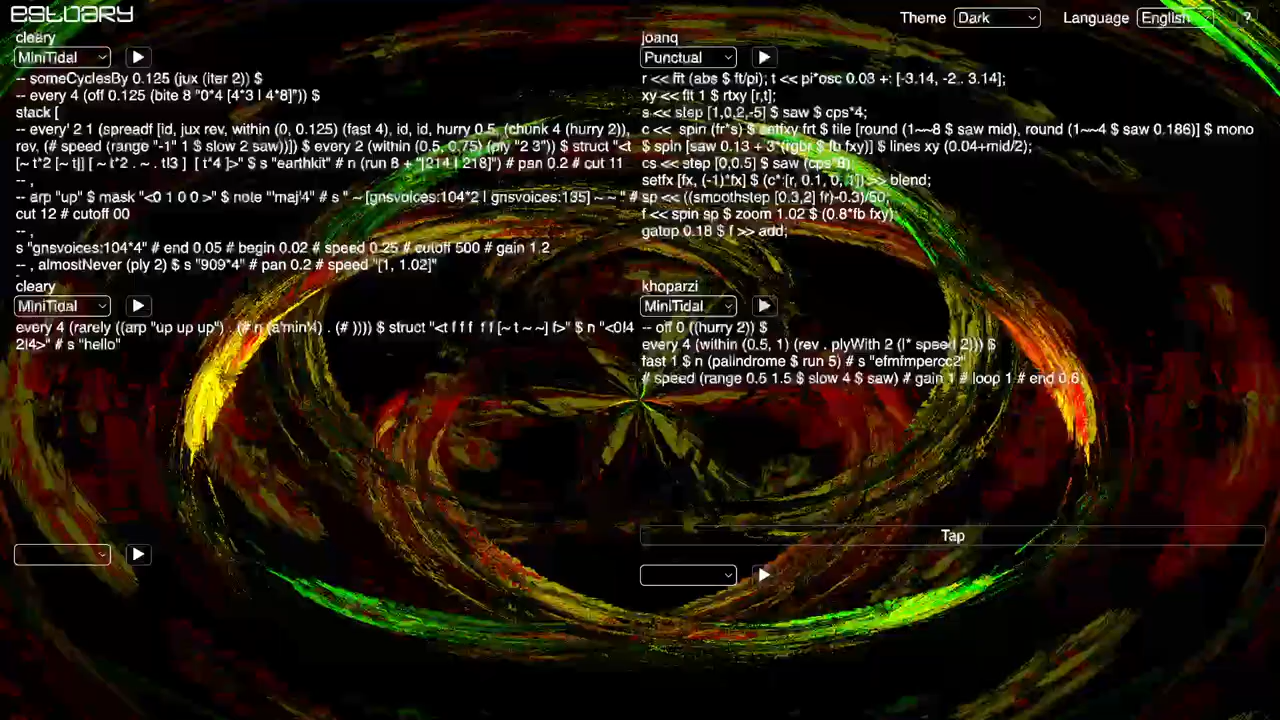 estuary
Theme Dark Language English ?
cleary
MiniTidal
-- someCyclesBy 0.125 (jux (iter 2)) $
-- every 4 (off 0.125 (bite 8 "0*4 [4*3 | 4*8]")) $
stack [
-- every' 2 1 (spreadf [id, jux rev, within (0, 0.125) (fast 4), id, id, hurry 0.5, (chunk 4 (hurry 2)),
rev, (# speed (range "-1" 1 $ slow 2 saw))]) $ every 2 (within (0.5, 0.75) (ply "2 3")) $ struct "<t
[~ t*2 [~ t]] [ ~ t*2 . ~ . t!3 ] [ t*4 ]>" $ s "earthkit" # n (run 8 + "|214 | 218|") # pan 0.2 # cut 11
-- ,
-- arp "up" $ mask "<0 1 0 0 >" $ note "'maj'4" # s " ~ [gnsvoices:104*2 | gnsvoices:135] ~ ~ " #
cut 12 # cutoff 00
-- ,
s "gnsvoices:104*4" # end 0.05 # begin 0.02 # speed 0.25 # cutoff 500 # gain 1.2
-- , almostNever (ply 2) $ s "909*4" # pan 0.2 # speed "[1, 1.02]"
cleary
MiniTidal
every 4 (rarely ((arp "up up up") . (# n (a'min'4) . (# )))) $ struct "<t f f f f f [~ t ~ ~] f>" $ n "<0!4
2!4>" # s "hello"
joanq
Punctual
r << fit (abs $ ft/pi); t << pi*osc 0.03 +: [-3.14, -2.. 3.14];
xy << fit 1 $ rtxy [r,t];
s << step [1,0,2,-5] $ saw $ cps*4;
c << spin (fr*s) $ setfxy frt $ tile [round (1~~8 $ saw mid), round (1~~4 $ saw 0.186)] $ mono
$ spin [saw 0.13 + 3*(rgbr $ fb fxy)] $ lines xy (0.04+mid/2);
cs << step [0,0.5] $ saw (cps*8);
setfx [fx, (-1)*fx] $ (c*:[r, 0.1, 0, 1]) >> blend;
sp << ((smoothstep [0.3,2] fr)-0.3)/50;
f << spin sp $ zoom 1.02 $ (0.8*fb fxy);
gatep 0.18 $ f >> add;
khoparzi
MiniTidal
-- off 0 ((hurry 2)) $
every 4 (within (0.5, 1) (rev . plyWith 2 (|* speed 2))) $
fast 1 $ n (palindrome $ run 5) # s "efmfmpercc2"
# speed (range 0.5 1.5 $ slow 4 $ saw) # gain 1 # loop 1 # end 0.6
Tap